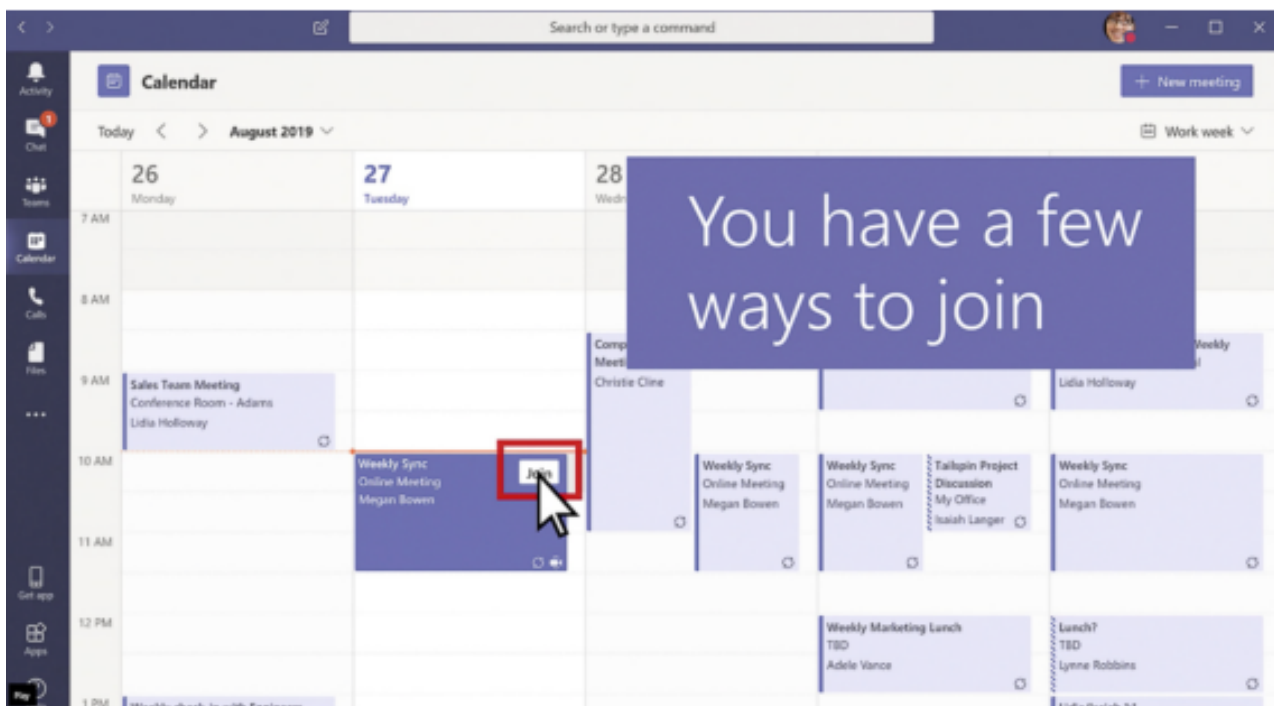 Search or type a command
Activity
Calendar
New meeting
1
Chat
Today
August 2019
Work week
Teams
26
Monday
27
Tuesday
28
You have a few
ways to join
Calendar
7 AM
Calls
8 AM
Files
9 AM
Sales Team Meeting
Conference Room - Adams
Lidia Holloway
Christie Cline
Weekly
Lidia Holloway
10 AM
Weekly Sync
Online Meeting
Megan Bowen
Join
Weekly Sync
Online Meeting
Megan Bowen
Weekly Sync
Online Meeting
Megan Bowen
Tailspin Project
Discussion
My Office
Isaiah Langer
Weekly Sync
Online Meeting
Megan Bowen
11 AM
Get app
12 PM
Weekly Marketing Lunch
TBD
Adele Vance
Lunch?
TBD
Lynne Robbins
Apps
Play
1 PM